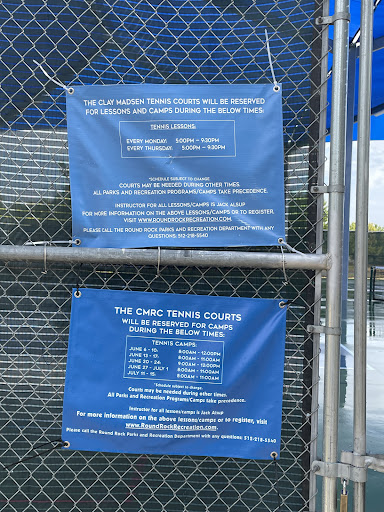 THE CLAY MADSEN TENNIS COURTS WILL BE RESERVED
FOR LESSONS AND CAMPS DURING THE BELOW TIMES:
TENNIS LESSONS:
EVERY MONDAY: 5:00PM – 9:30PM
EVERY THURSDAY: 5:00PM – 9:30PM
*SCHEDULE SUBJECT TO CHANGE
COURTS MAY BE NEEDED DURING OTHER TIMES.
ALL PARKS AND RECREATION PROGRAMS/CAMPS TAKE PRECEDENCE.
INSTRUCTOR FOR ALL LESSONS/CAMPS IS JACK ALSUP
FOR MORE INFORMATION ON THE ABOVE LESSONS/CAMPS OR TO REGISTER,
VISIT WWW.ROUNDROCKRECREATION.COM.
PLEASE CALL THE ROUND ROCK PARKS AND RECREATION DEPARTMENT WITH ANY
QUESTIONS: 512-218-5540
THE CMRC TENNIS COURTS
WILL BE RESERVED FOR CAMPS
DURING THE BELOW TIMES:
TENNIS CAMPS:
JUNE 6 - 10: 8:00AM - 12:00PM
JUNE 13 - 17: 8:00AM - 11:00AM
JUNE 20 - 24: 9:00AM - 12:00PM
JUNE 27 - JULY 1 8:00AM - 11:00AM
JULY 11 - 15: 8:00AM - 11:00AM
*Schedule subject to change.
Courts may be needed during other times.
All Parks and Recreation Programs/Camps take precedence.
Instructor for all lessons/camps is Jack Alsup
For more information on the above lessons/camps or to register, visit
www.RoundRockRecreation.com.
Please call the Round Rock Parks and Recreation Department with any questions: 512-218-5540